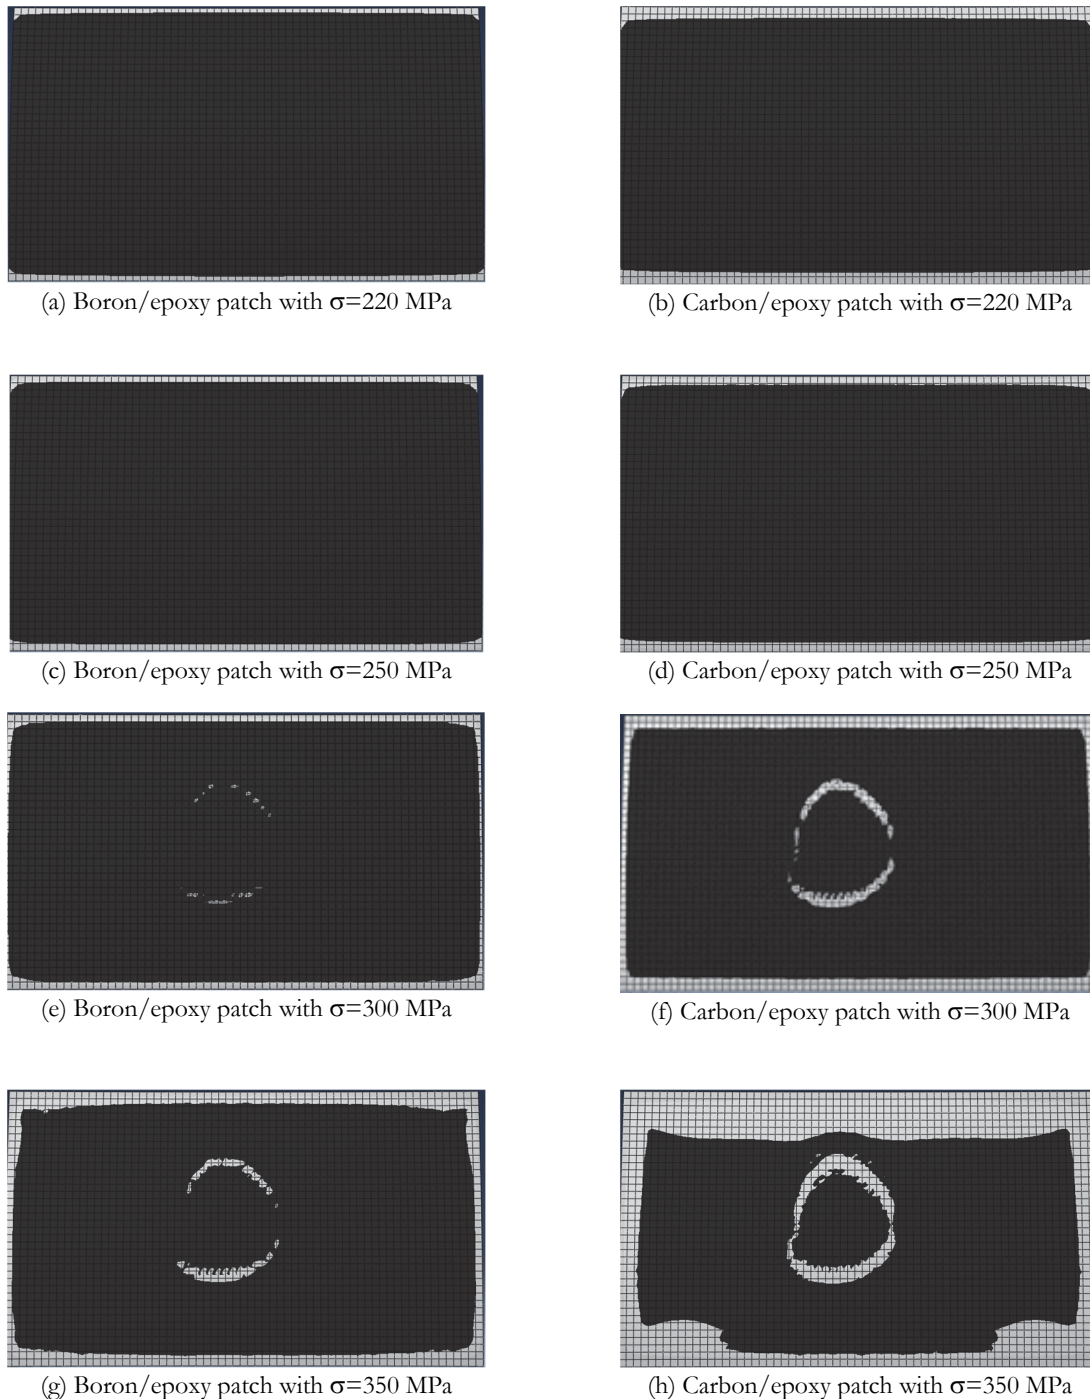 (a) Boron/epoxy patch with σ=220 MPa
(b) Carbon/epoxy patch with σ=220 MPa
(c) Boron/epoxy patch with σ=250 MPa
(d) Carbon/epoxy patch with σ=250 MPa
(e) Boron/epoxy patch with σ=300 MPa
(f) Carbon/epoxy patch with σ=300 MPa
(g) Boron/epoxy patch with σ=350 MPa
(h) Carbon/epoxy patch with σ=350 MPa